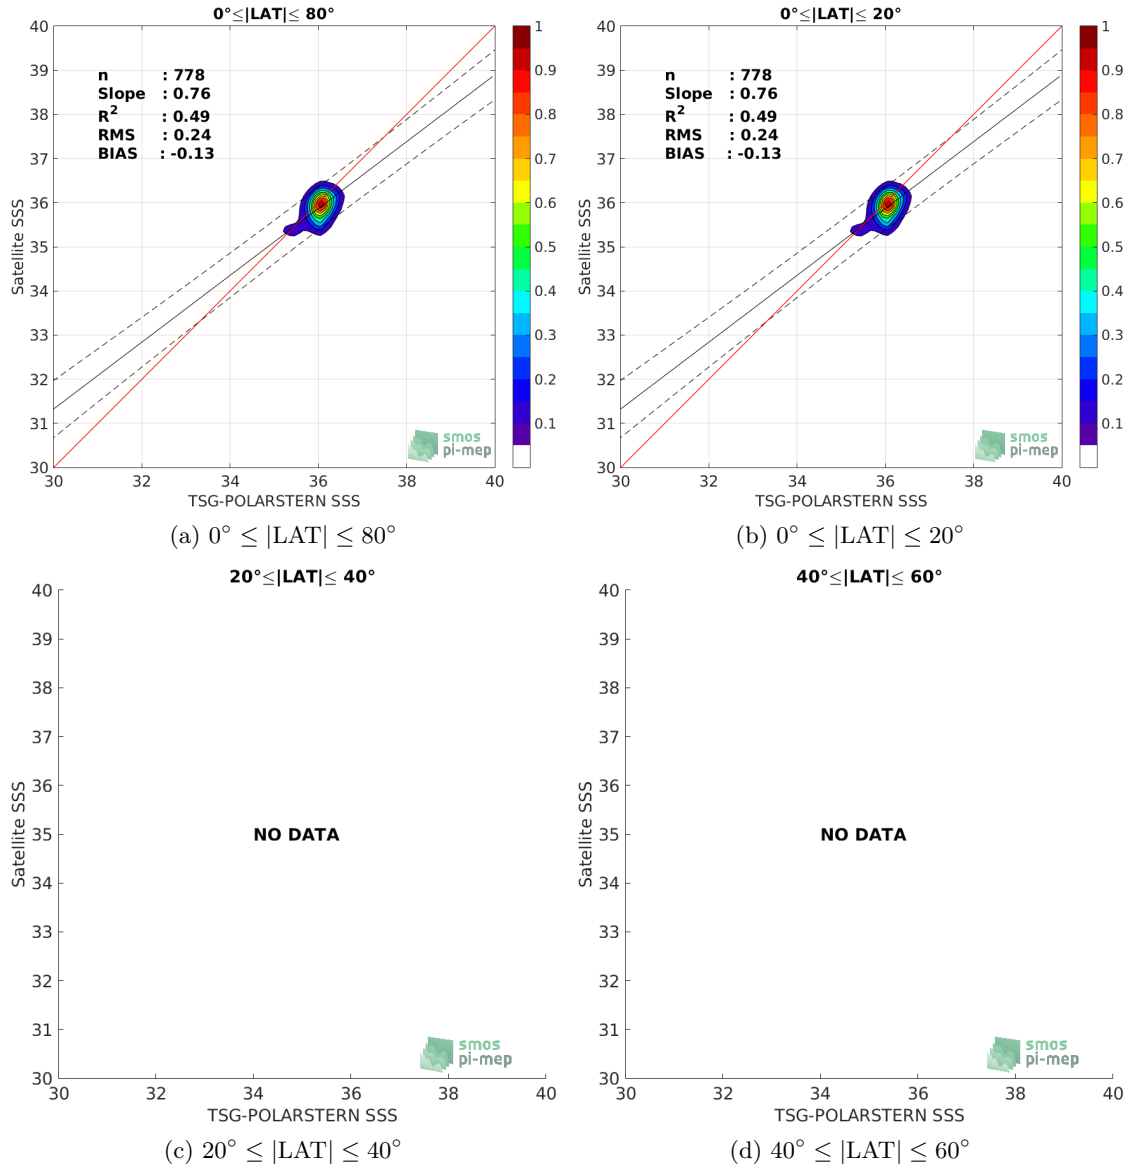 0°≤|LAT|≤ 80°
40
39
38
37
36
35
34
33
32
31
30
30
32
34
36
38
40
Satellite SSS
TSG-POLARSTERN SSS
n : 778
Slope : 0.76
R² : 0.49
RMS : 0.24
BIAS : -0.13
1
0.9
0.8
0.7
0.6
0.5
0.4
0.3
0.2
0.1
smos
pi-mep
(a) 0° ≤ |LAT| ≤ 80°
0°≤|LAT|≤ 20°
40
39
38
37
36
35
34
33
32
31
30
30
32
34
36
38
40
Satellite SSS
TSG-POLARSTERN SSS
n : 778
Slope : 0.76
R² : 0.49
RMS : 0.24
BIAS : -0.13
1
0.9
0.8
0.7
0.6
0.5
0.4
0.3
0.2
0.1
smos
pi-mep
(b) 0° ≤ |LAT| ≤ 20°
20°≤|LAT|≤ 40°
40
39
38
37
36
35
34
33
32
31
30
30
32
34
36
38
40
Satellite SSS
TSG-POLARSTERN SSS
NO DATA
smos
pi-mep
(c) 20° ≤ |LAT| ≤ 40°
40°≤|LAT|≤ 60°
40
39
38
37
36
35
34
33
32
31
30
30
32
34
36
38
40
Satellite SSS
TSG-POLARSTERN SSS
NO DATA
smos
pi-mep
(d) 40° ≤ |LAT| ≤ 60°